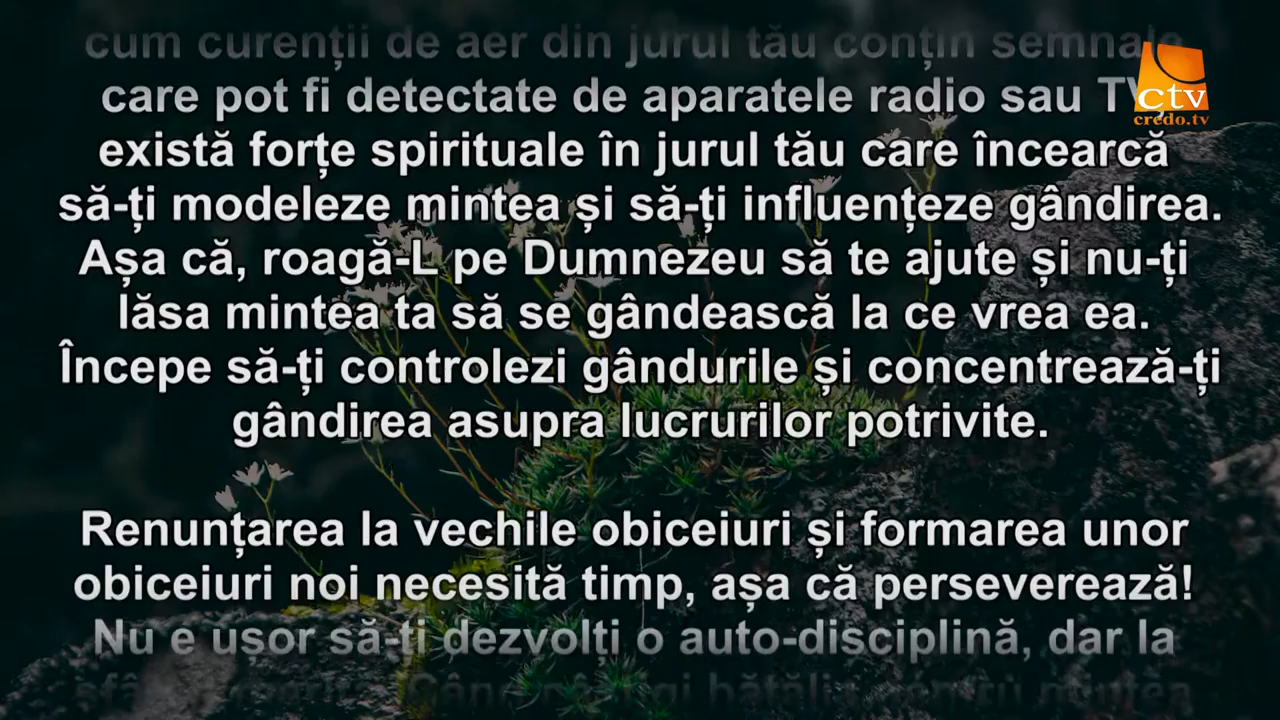 cum curenții de aer din jurul tău conțin semnale
care pot fi detectate de aparatele radio sau TV,
există forțe spirituale în jurul tău care încearcă
să-ți modeleze mintea și să-ți influențeze gândirea.
Așa că, roagă-L pe Dumnezeu să te ajute și nu-ți
lăsa mintea ta să se gândească la ce vrea ea.
Începe să-ți controlezi gândurile și concentrează-ți
gândirea asupra lucrurilor potrivite.
Renunțarea la vechile obiceiuri și formarea unor
obiceiuri noi necesită timp, așa că perseverează!
Nu e ușor să-ți dezvolți o auto-disciplină, dar la
bătălia pentru mintea
ctv
credo.tv